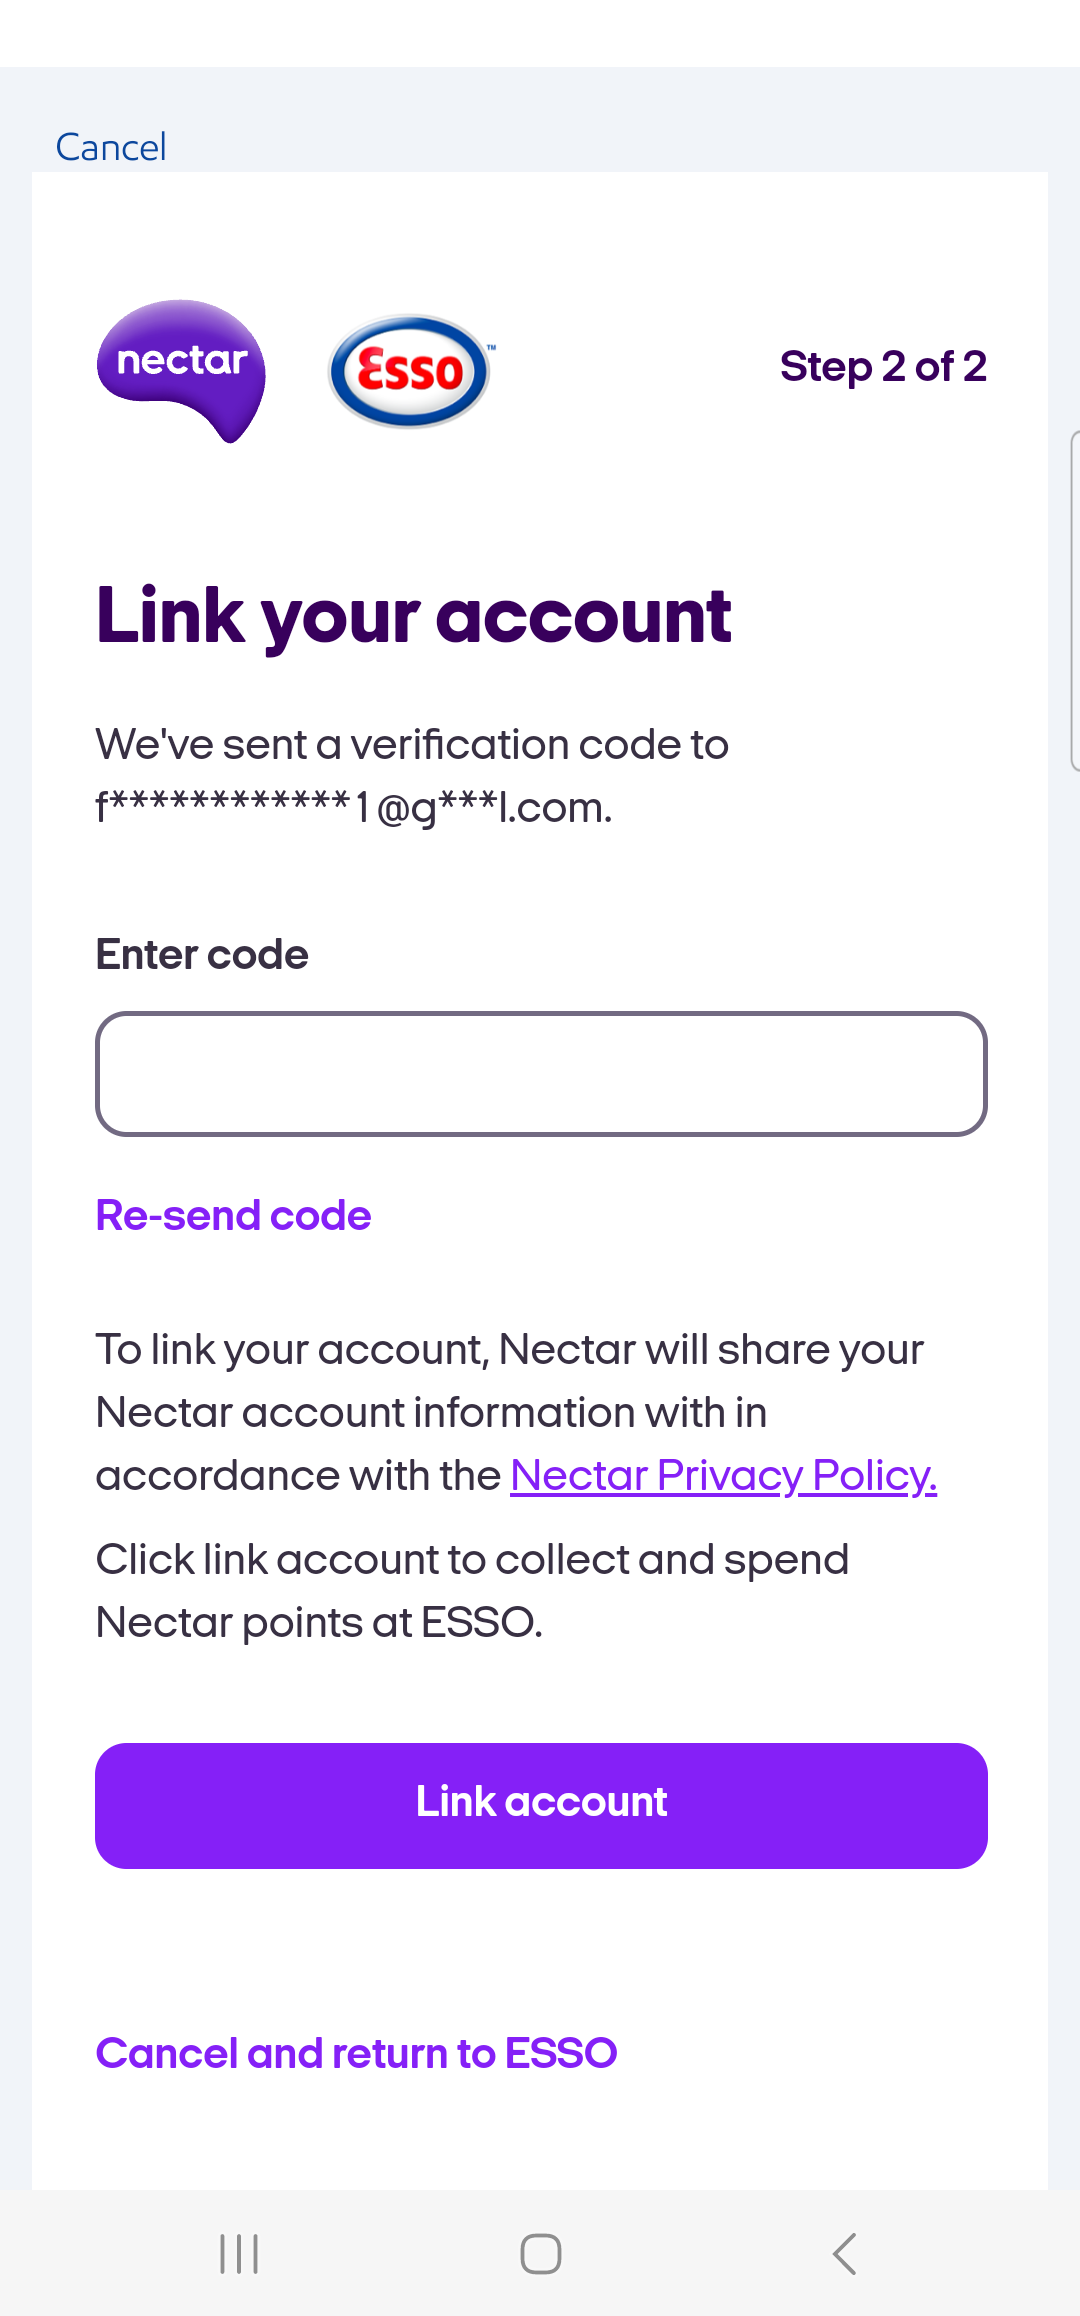 Cancel
nectar
Esso
TM
Step 2 of 2
Link your account
We've sent a verification code to
f************1@g***l.com.
Enter code
Re-send code
To link your account, Nectar will share your
Nectar account information with in
accordance with the Nectar Privacy Policy.
Click link account to collect and spend
Nectar points at ESSO.
Link account
Cancel and return to ESSO